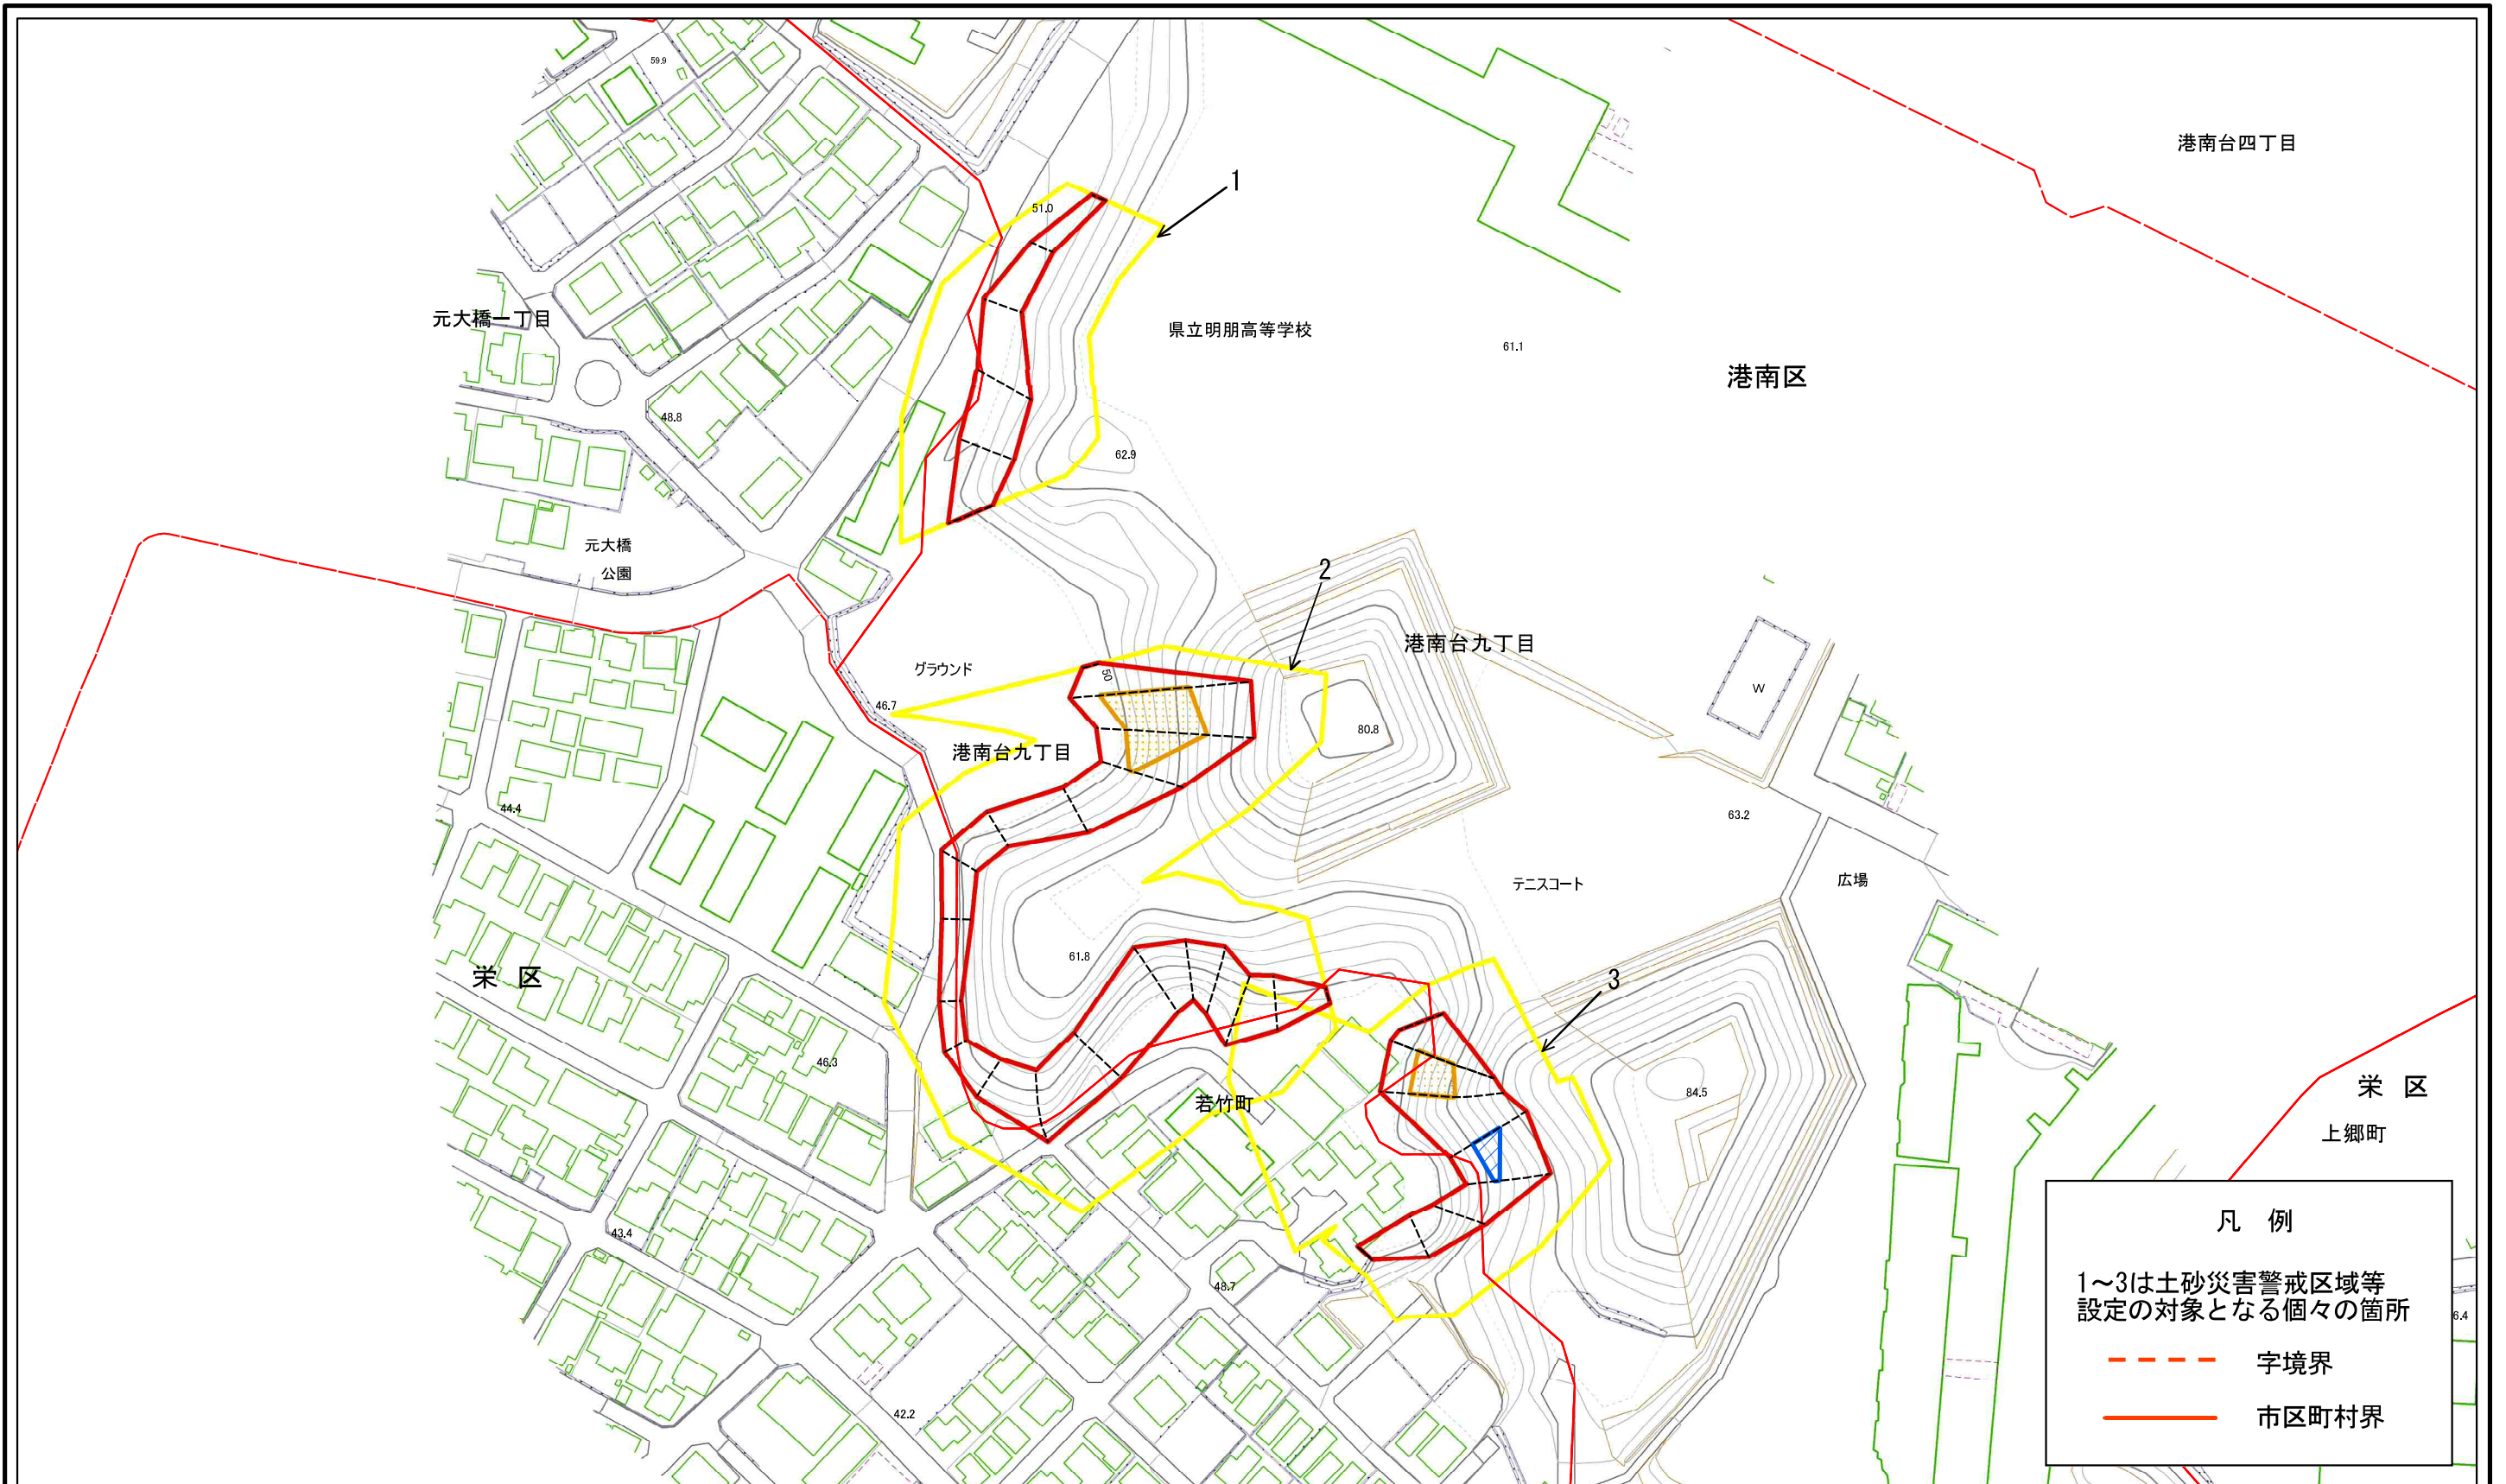 59.9
港南台四丁目
1
51.0
元大橋一丁目
県立明朋高等学校
61.1
港南区
48.8
62.9
元大橋
公園
2
港南台九丁目
グラウンド
50
W
46.7
80.8
港南台九丁目
44.4
63.2
テニスコート
広場
61.8
栄 区
3
46.3
若竹町
84.5
栄 区
上郷町
43.4
48.7
42.2
凡 例
1～3は土砂災害警戒区域等
設定の対象となる個々の箇所
字境界
市区町村界
6.4